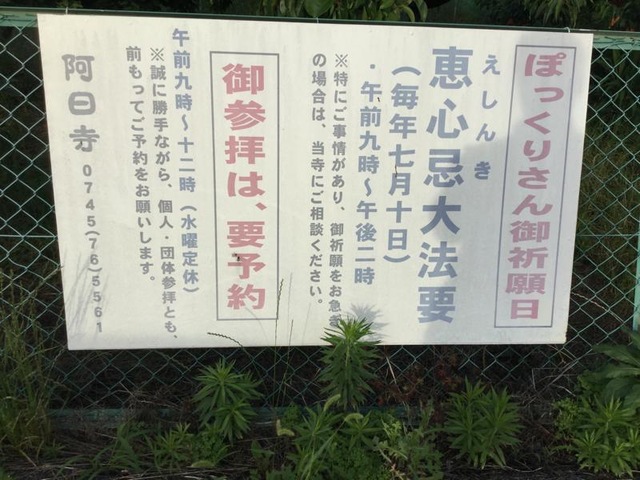 ぽっくりさん御祈願日
えしんき
恵心忌大法要
（毎年七月十日）
・午前九時～午後二時
※特にご事情があり、御祈願をお急ぎ
の場合は、当寺にご相談ください。
御参拝は、要予約
午前九時～十二時（水曜定休）
※誠に勝手ながら、個人・団体参拝とも、
前もってご予約をお願いします。
阿日寺 0745(76)5561